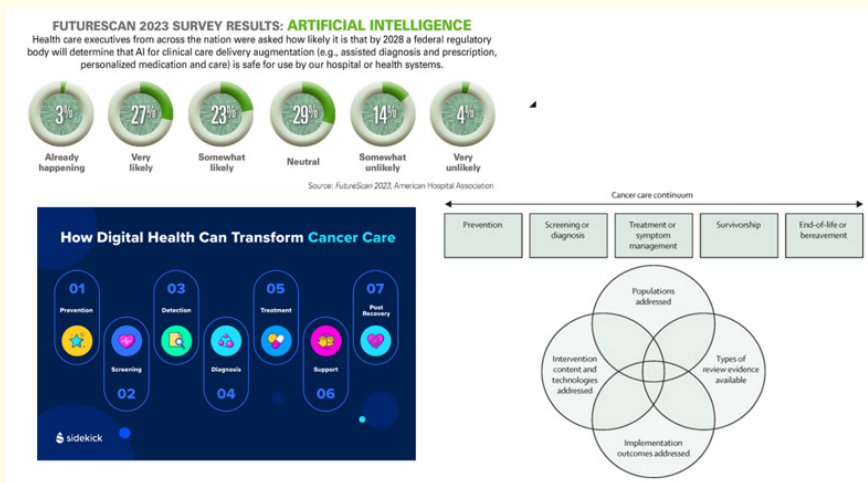 FUTURESCAN 2023 SURVEY RESULTS: ARTIFICIAL INTELLIGENCE
Health care executives from across the nation were asked how likely it is that by 2028 a federal regulatory
body will determine that AI for clinical care delivery augmentation (e.g., assisted diagnosis and prescription,
personalized medication and care) is safe for use by our hospital or health systems.
3%
27%
23%
29%
14%
4%
Already
happening
Very
likely
Somewhat
likely
Neutral
Somewhat
unlikely
Very
unlikely
Source: FutureScan 2023, American Hospital Association
How Digital Health Can Transform Cancer Care
01
Prevention
Screening
02
03
Detection
Diagnosis
04
05
Treatment
Support
06
07
Post
Recovery
sidekick
Cancer care continuum
Prevention
Screening or
diagnosis
Treatment or
symptom
management
Survivorship
End-of-life or
bereavement
Populations
addressed
Intervention
content and
technologies
addressed
Types of
review evidence
available
Implementation
outcomes addressed